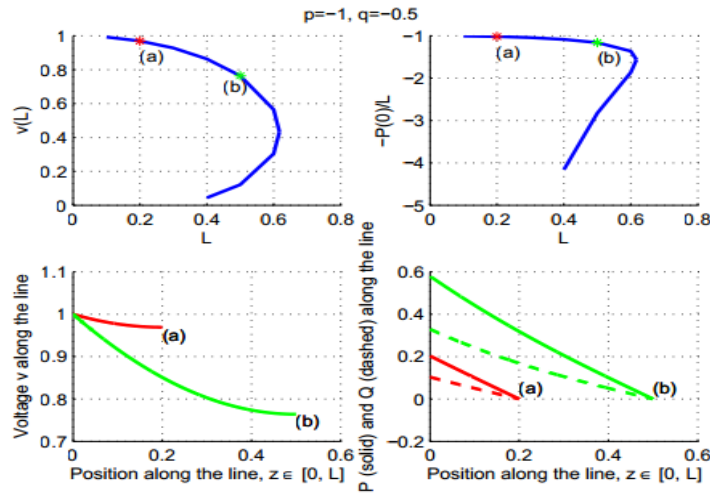 p=−1, q=−0.5
v(L)
1
0.8
0.6
0.4
0.2
0
(a)
(b)
0 0.2 0.4 0.6 0.8
L
−P(0)/L
−1
−2
−3
−4
−5
(a)
(b)
0 0.2 0.4 0.6 0.8
L
Voltage v along the line
1.1
1
0.9
0.8
0.7
(a)
(b)
0 0.2 0.4 0.6
Position along the line, z∈ [0, L]
P (solid) and Q (dashed) along the line
0.6
0.4
0.2
0
−0.2
(a)
(b)
0 0.2 0.4 0.6
Position along the line, z∈ [0, L]